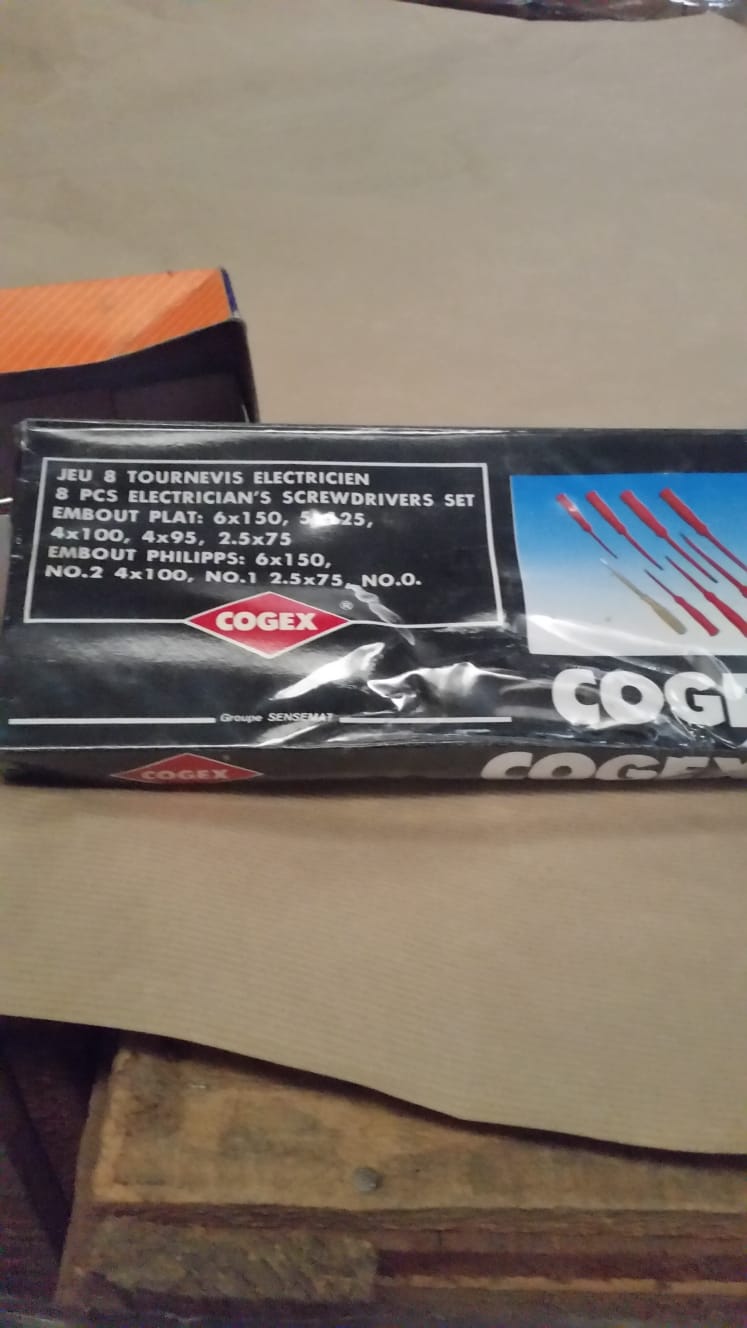 JEU 8 TOURNEVIS ELECTRICIEN
8 PCS ELECTRICIAN'S SCREWDRIVERS SET
EMBOUT PLAT: 6x150,
4x100, 4x95, 2.5x75
EMBOUT PHILIPPS: 6x150,
NO.2 4x100, NO.1 2.5x75, NO.0.
COGEX ®
Groupe SENSEMAT
COGE
COGEX
COGEX